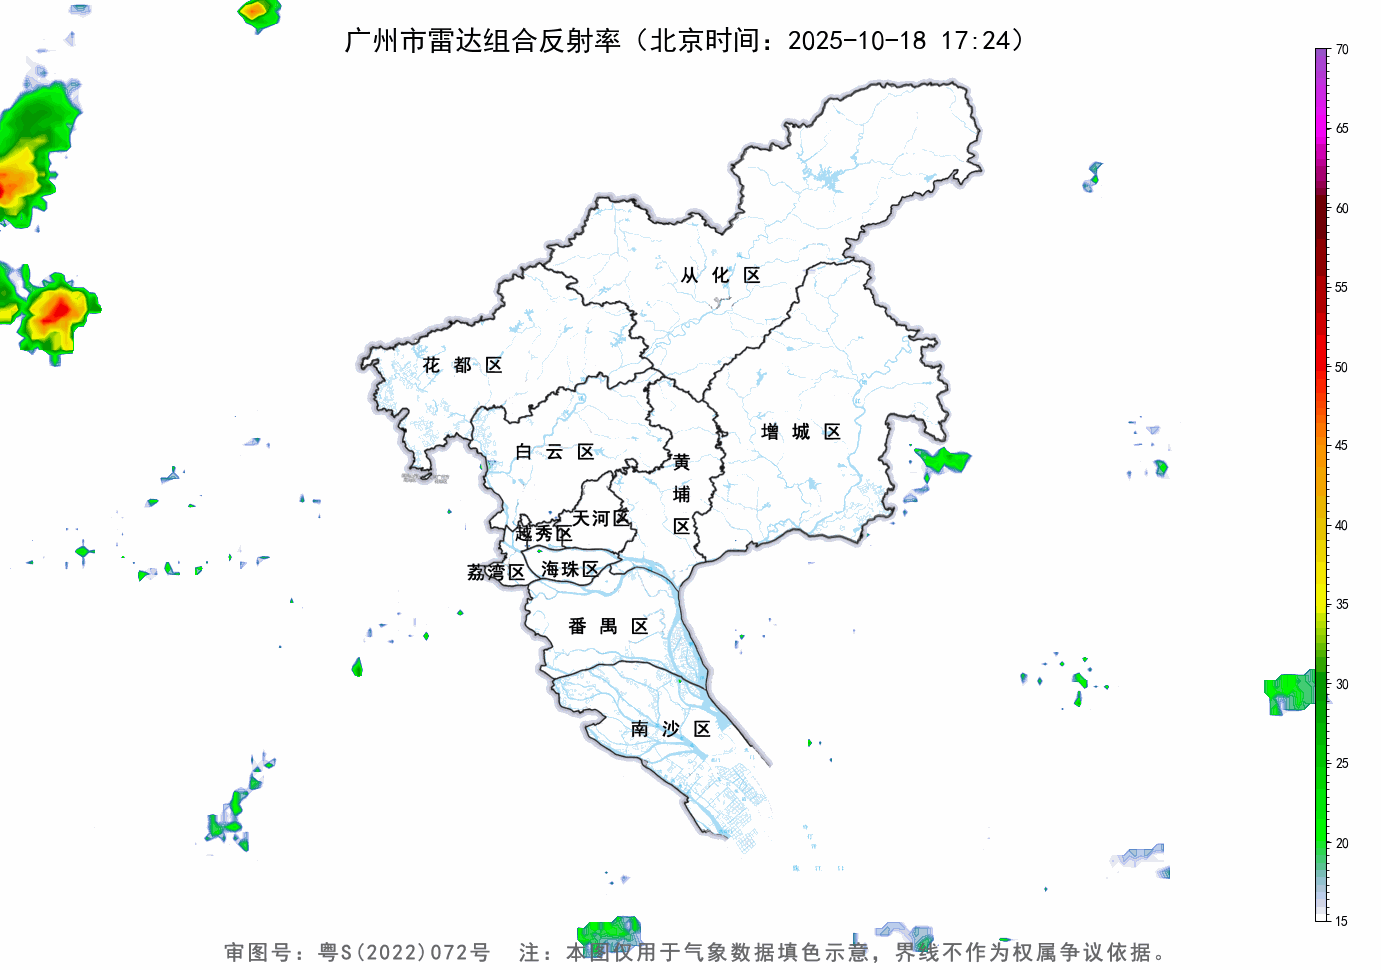 广州市雷达组合反射率（北京时间：2025-10-18 17:24）
70
65
60
55
50
45
40
35
30
25
20
15
从化区
花都区
增城区
白云区
黄埔区
天河区
越秀区
荔湾区
海珠区
番禺区
南沙区
审图号：粤S(2022)072号 注：本图仅用于气象数据填色示意，界线不作为权属争议依据。